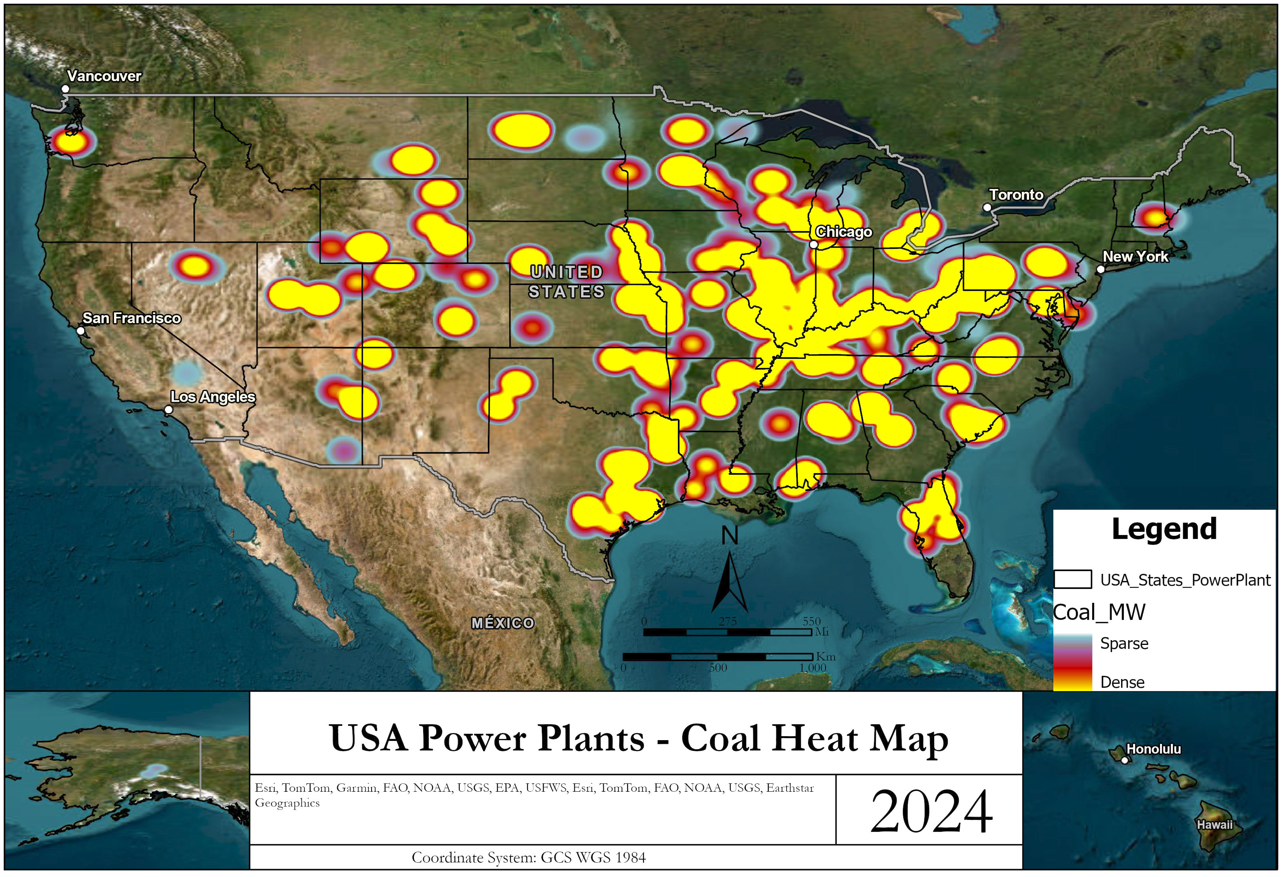 Vancouver
Toronto
Chicago
New York
UNITED
STATES
San Francisco
Los Angeles
MÉXICO
N
0 275 550
Mi
Km
0 500 1,000
Legend
USA_States_PowerPlant
Coal_MW
Sparse
Dense
USA Power Plants - Coal Heat Map
Esri, TomTom, Garmin, FAO, NOAA, USGS, EPA, USFWS, Esri, TomTom, FAO, NOAA, USGS, Earthstar
Geographics
2024
Coordinate System: GCS WGS 1984
Honolulu
Hawaii